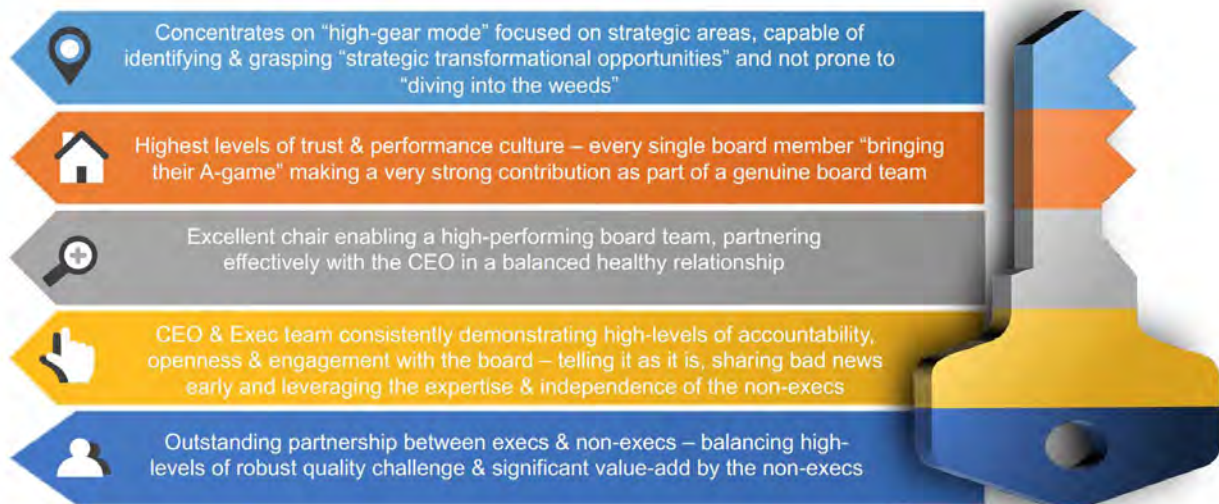 Concentrates on “high-gear mode” focused on strategic areas, capable of
identifying & grasping “strategic transformational opportunities” and not prone to
“diving into the weeds”
Highest levels of trust & performance culture – every single board member “bringing
their A-game” making a very strong contribution as part of a genuine board team
Excellent chair enabling a high-performing board team, partnering
effectively with the CEO in a balanced healthy relationship
CEO & Exec team consistently demonstrating high-levels of accountability,
openness & engagement with the board – telling it as it is, sharing bad news
early and leveraging the expertise & independence of the non-execs
Outstanding partnership between execs & non-execs – balancing high-
levels of robust quality challenge & significant value-add by the non-execs